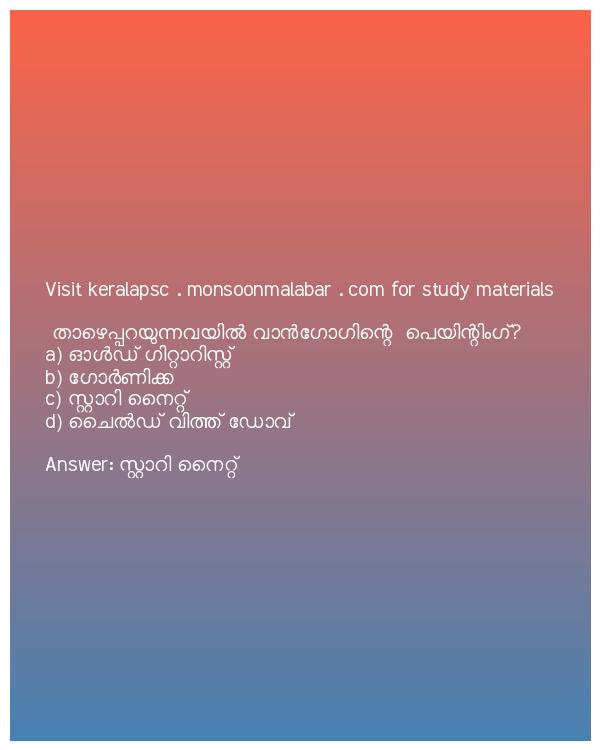 Visit keralapsc . monsoonmalabar . com for study materials
താഴെപ്പറയുന്നവയിൽ വാൻഗോഗിന്റെ പെയിന്റിംഗ്?
a) ഓൾഡ് ഗിറ്റാറിസ്റ്റ്
b) ഗോർണിക്ക
c) സ്റ്റാറി നൈറ്റ്
d) ചൈൽഡ് വിത്ത് ഡോവ്
Answer: സ്റ്റാറി നൈറ്റ്